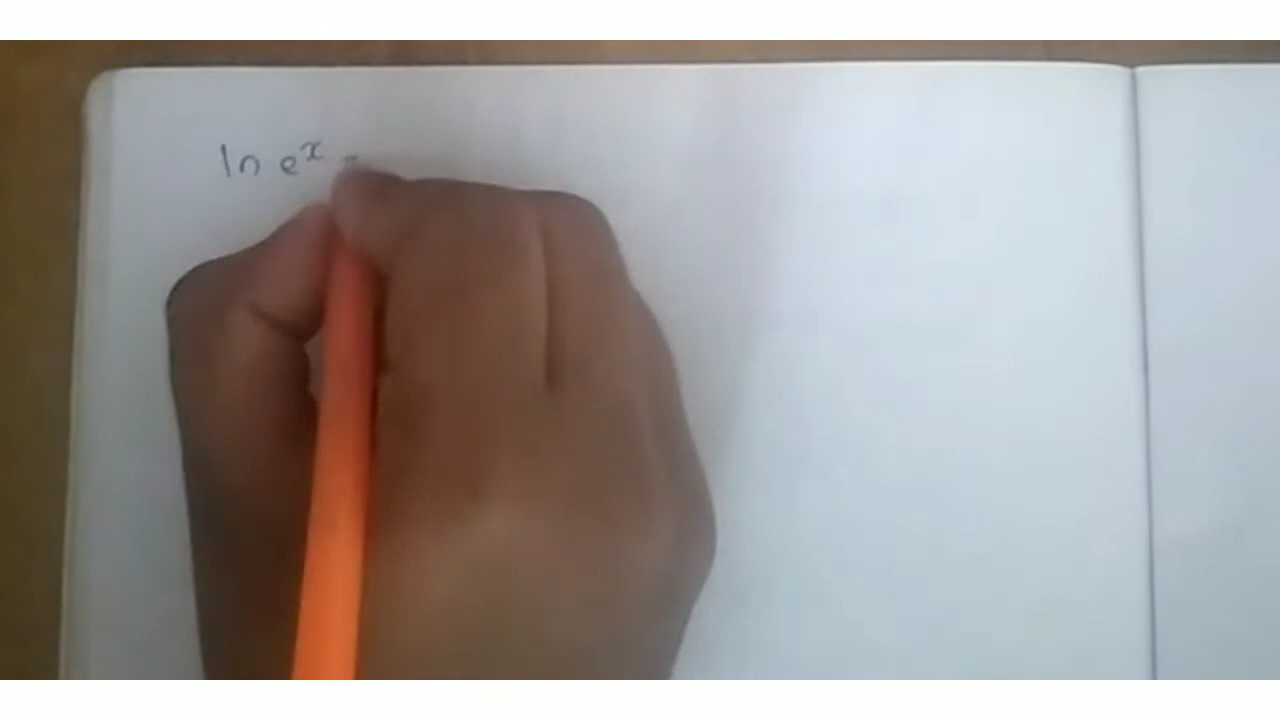 ln eˣ =